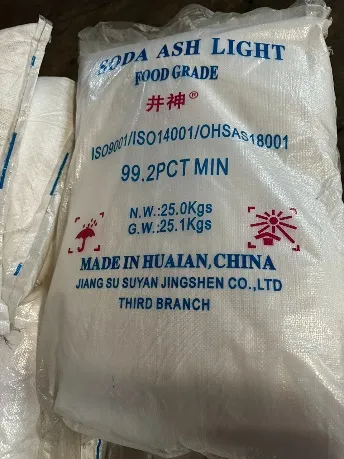 SODA ASH LIGHT
FOOD GRADE
井神®
ISO9001/ISO14001/OHSAS18001
99.2PCT MIN
N.W.:25.0Kgs
G.W.:25.1Kgs
MADE IN HUAIAN, CHINA
JIANG SU SUYAN JINGSHEN CO.,LTD
THIRD BRANCH